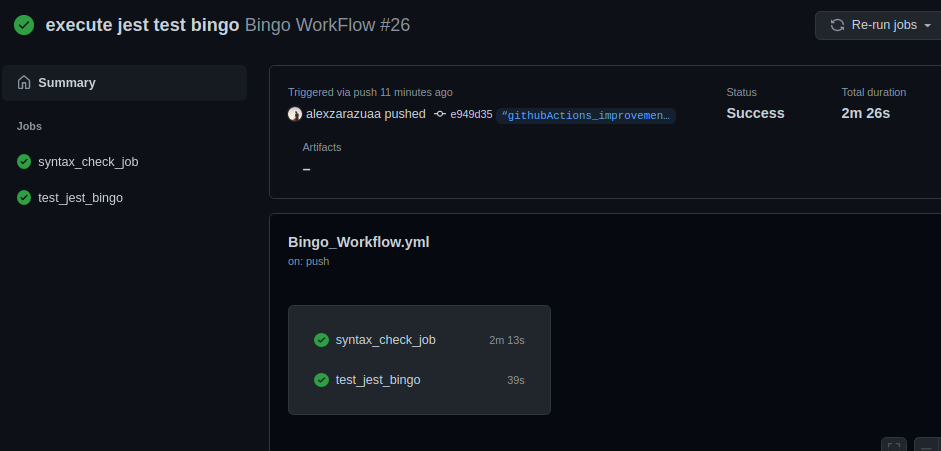 execute jest test bingo Bingo WorkFlow #26
Re-run jobs
Summary
Jobs
syntax_check_job
test_jest_bingo
Triggered via push 11 minutes ago
alexzarazuaa pushed e949d35 “githubActions_improvemen…
Status
Success
Total duration
2m 26s
Artifacts
–
Bingo_Workflow.yml
on: push
syntax_check_job 2m 13s
test_jest_bingo 39s